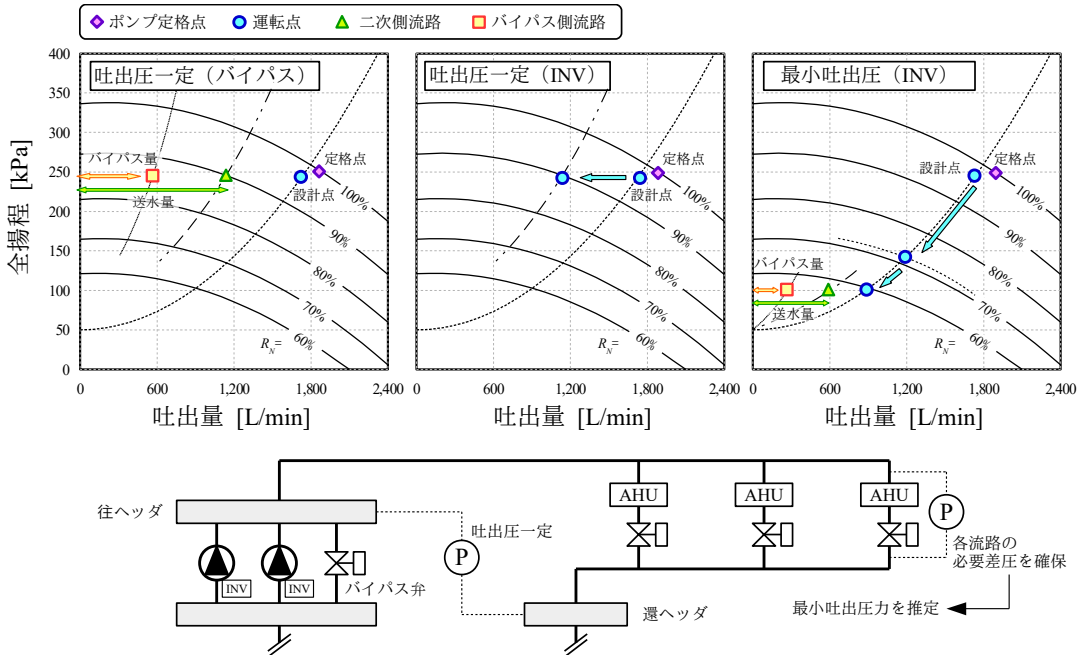 ポンプ定格点 運転点 二次側流路 バイパス側流路
吐出圧一定（バイパス）
全揚程 [kPa]
400
350
300
250
200
150
100
50
0
バイパス量
送水量
定格点
設計点
100%
90%
80%
70%
60%
R_N=
0 600 1,200 1,800 2,400
吐出量 [L/min]
吐出圧一定（INV）
定格点
設計点
100%
90%
80%
70%
60%
R_N=
0 600 1,200 1,800 2,400
吐出量 [L/min]
最小吐出圧（INV）
設計点
定格点
100%
90%
80%
70%
60%
バイパス量
送水量
R_N=
0 600 1,200 1,800 2,400
吐出量 [L/min]
往ヘッダ
INV
INV
バイパス弁
吐出圧一定
P
還ヘッダ
AHU
AHU
AHU
P
各流路の
必要差圧を確保
最小吐出圧力を推定